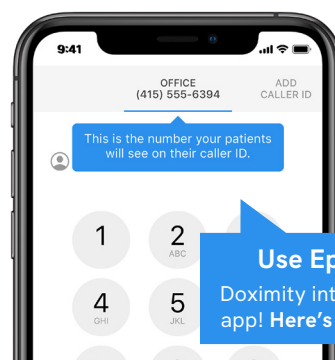 9:41
OFFICE
(415) 555-6394
ADD
CALLER ID
This is the number your patients
will see on their caller ID.
1
2
ABC
4
GHI
5
JKL
Use Ep
Doximity int
app! Here's